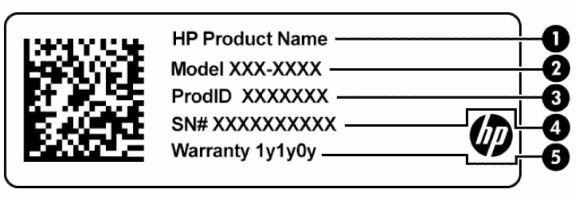 HP Product Name 1
Model XXX-XXXX 2
ProdID XXXXXXX 3
SN# XXXXXXXXXX 4
hp
Warranty 1y1y0y 5